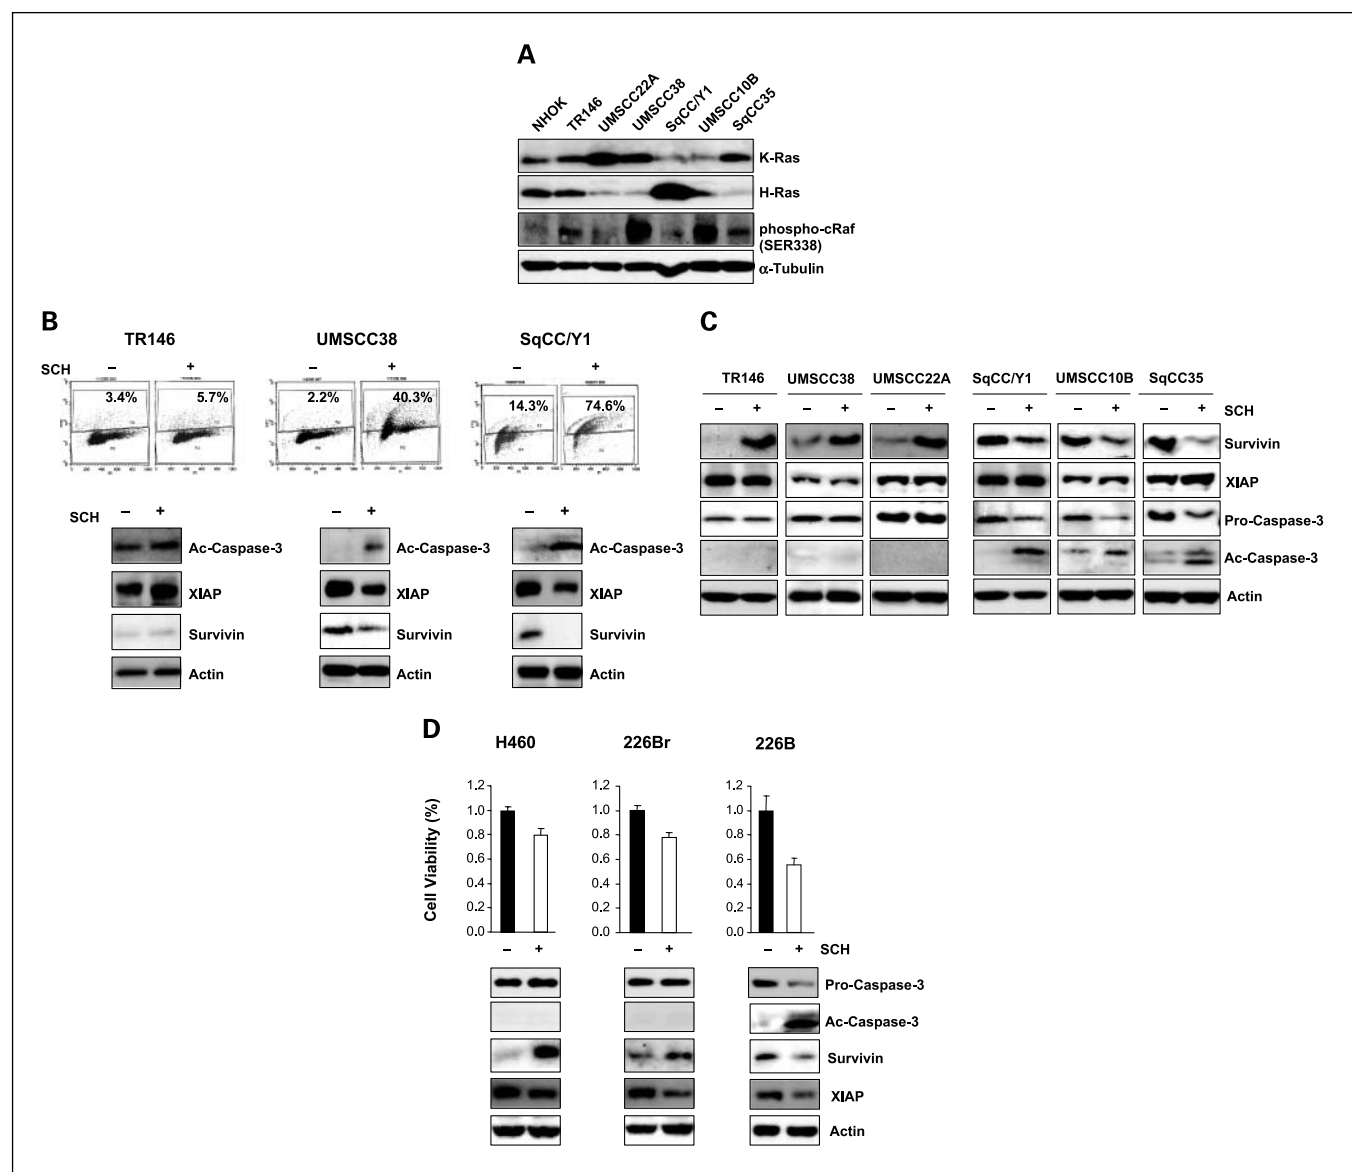 A
NHOK TR146 UMSCC22A UMSCC38 SqCC/Y1 UMSCC10B SqCC35
K-Ras
H-Ras
phospho-cRaf
(SER338)
α-Tubulin
B
TR146 UMSCC38 SqCC/Y1
SCH – + – + – +
3.4% 5.7% 2.2% 40.3% 14.3% 74.6%
SCH – + – + – +
Ac-Caspase-3 Ac-Caspase-3 Ac-Caspase-3
XIAP XIAP XIAP
Survivin Survivin Survivin
Actin Actin Actin
C
TR146 UMSCC38 UMSCC22A SqCC/Y1 UMSCC10B SqCC35
– + – + – + – + – + – + SCH
Survivin
XIAP
Pro-Caspase-3
Ac-Caspase-3
Actin
D
H460 226Br 226B
Cell Viability (%)
1.2 1.2 1.2
1.0 1.0 1.0
0.8 0.8 0.8
0.6 0.6 0.6
0.4 0.4 0.4
0.2 0.2 0.2
0.0 0.0 0.0
– + – + – + SCH
Pro-Caspase-3
Ac-Caspase-3
Survivin
XIAP
Actin